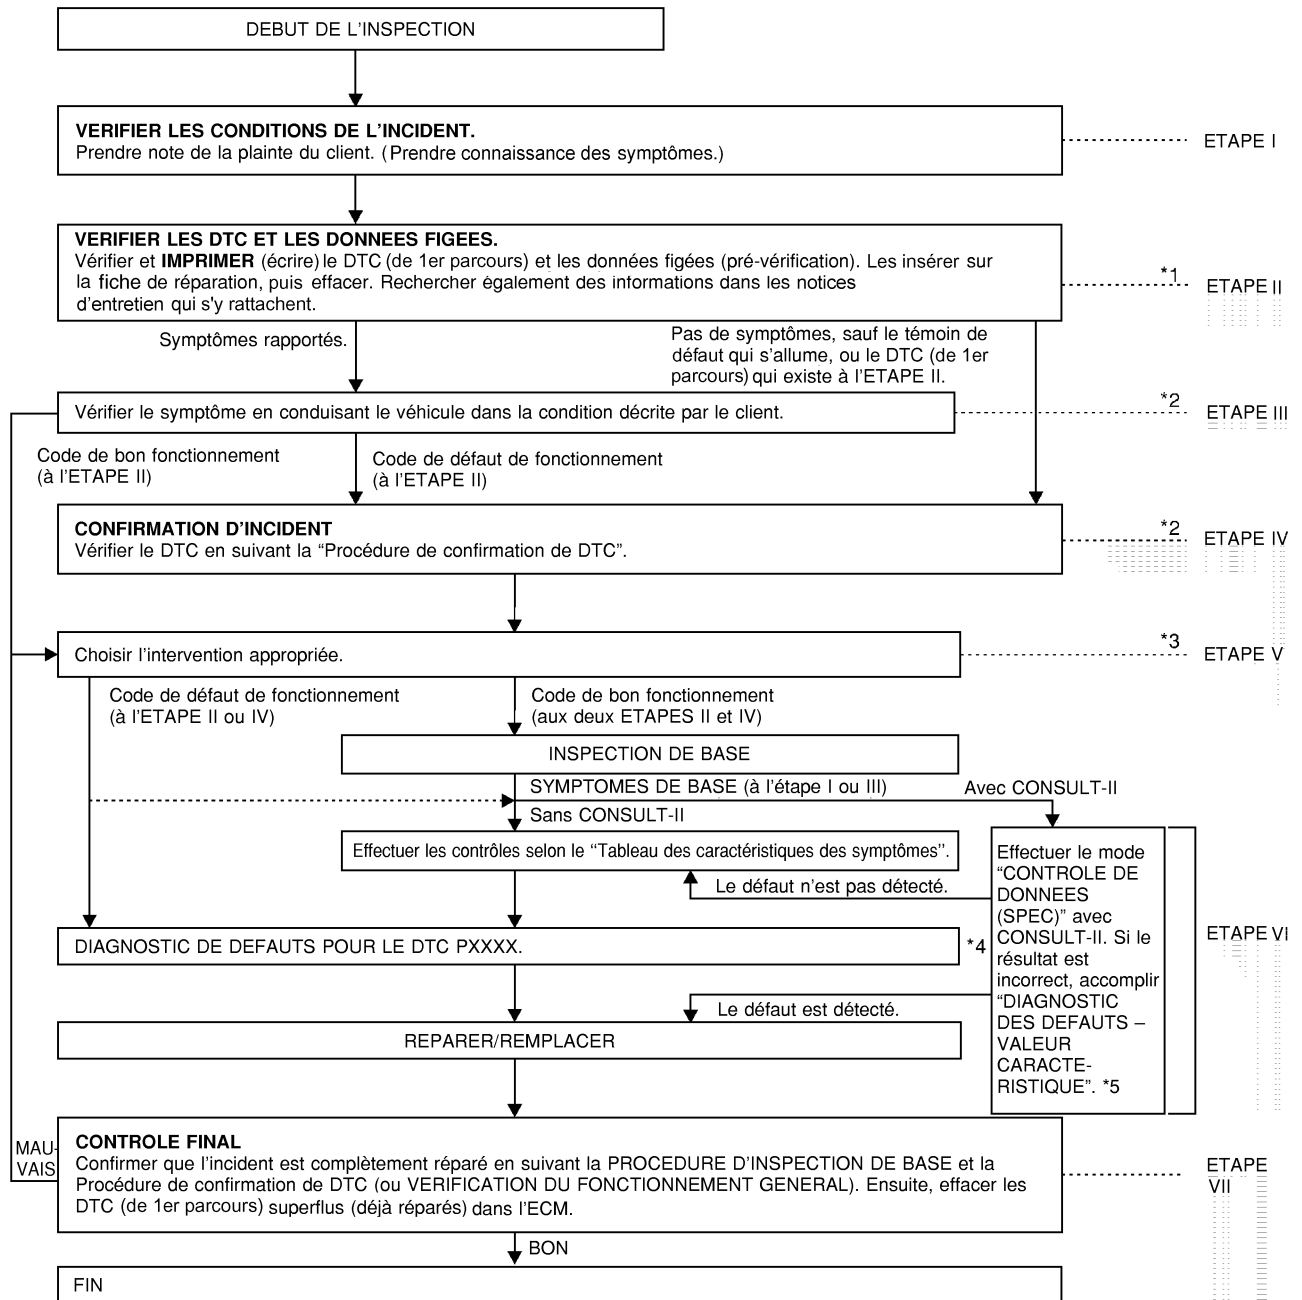 DEBUT DE L'INSPECTION
VERIFIER LES CONDITIONS DE L'INCIDENT.
Prendre note de la plainte du client. (Prendre connaissance des symptômes.)
ETAPE I
VERIFIER LES DTC ET LES DONNEES FIGEES.
Vérifier et IMPRIMER (écrire) le DTC (de 1er parcours) et les données figées (pré-vérification). Les insérer sur
la fiche de réparation, puis effacer. Rechercher également des informations dans les notices
d'entretien qui s'y rattachent.
*1
ETAPE II
Symptômes rapportés.
Pas de symptômes, sauf le témoin de
défaut qui s'allume, ou le DTC (de 1er
parcours) qui existe à l'ETAPE II.
Vérifier le symptôme en conduisant le véhicule dans la condition décrite par le client.
*2
ETAPE III
Code de bon fonctionnement
(à l'ETAPE II)
Code de défaut de fonctionnement
(à l'ETAPE II)
CONFIRMATION D'INCIDENT
Vérifier le DTC en suivant la “Procédure de confirmation de DTC”.
*2
ETAPE IV
Choisir l'intervention appropriée.
*3
ETAPE V
Code de défaut de fonctionnement
(à l'ETAPE II ou IV)
Code de bon fonctionnement
(aux deux ETAPES II et IV)
INSPECTION DE BASE
SYMPTOMES DE BASE (à l'étape I ou III)
Avec CONSULT-II
Sans CONSULT-II
Effectuer les contrôles selon le “Tableau des caractéristiques des symptômes”.
Le défaut n'est pas détecté.
Effectuer le mode
“CONTROLE DE
DONNEES
(SPEC)” avec
CONSULT-II. Si le
résultat est
incorrect, accomplir
“DIAGNOSTIC
DES DEFAUTS –
VALEUR
CARACTE-
RISTIQUE”. *5
DIAGNOSTIC DE DEFAUTS POUR LE DTC PXXXX.
*4
ETAPE VI
Le défaut est détecté.
REPARER/REMPLACER
MAU-
VAIS
CONTROLE FINAL
Confirmer que l'incident est complètement réparé en suivant la PROCEDURE D'INSPECTION DE BASE et la
Procédure de confirmation de DTC (ou VERIFICATION DU FONCTIONNEMENT GENERAL). Ensuite, effacer les
DTC (de 1er parcours) superflus (déjà réparés) dans l'ECM.
ETAPE
VII
BON
FIN